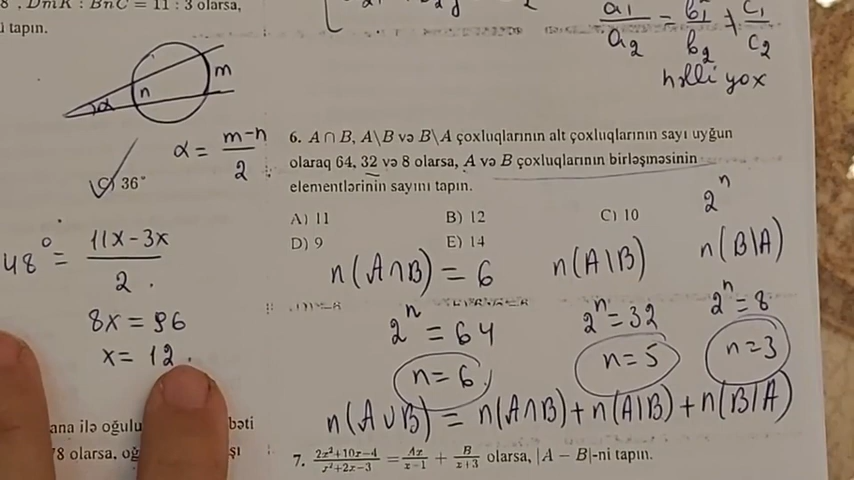 8 , DmK : BnC = 11 : 3 olarsa,
tapın.
n m
α
α = m-n / 2
C) 36°
48° = 11x-3x / 2
8x = 96
x = 12
ana ilə oğulu
bəti
78 olarsa, oğ
şı
a1/a2 = b1/b2 ≠ c1/c2
həlli yox
6. A ∩ B, A\B və B\A çoxluqlarının alt çoxluqlarının sayı uyğun
olaraq 64, 32 və 8 olarsa, A və B çoxluqlarının birləşməsinin
elementlərinin sayını tapın.
A) 11 B) 12 C) 10
D) 9 E) 14
2^n
n(A∩B) = 6 n(A\B) n(B\A)
2^n = 64 2^n = 32 2^n = 8
n=6 n=5 n=3
n(A∪B) = n(A∩B)+n(A\B)+n(B\A)
7. 2x²+10x-4 / x²+2x-3 = Ax / x-1 + B / x+3 olarsa, |A − B|-ni tapın.